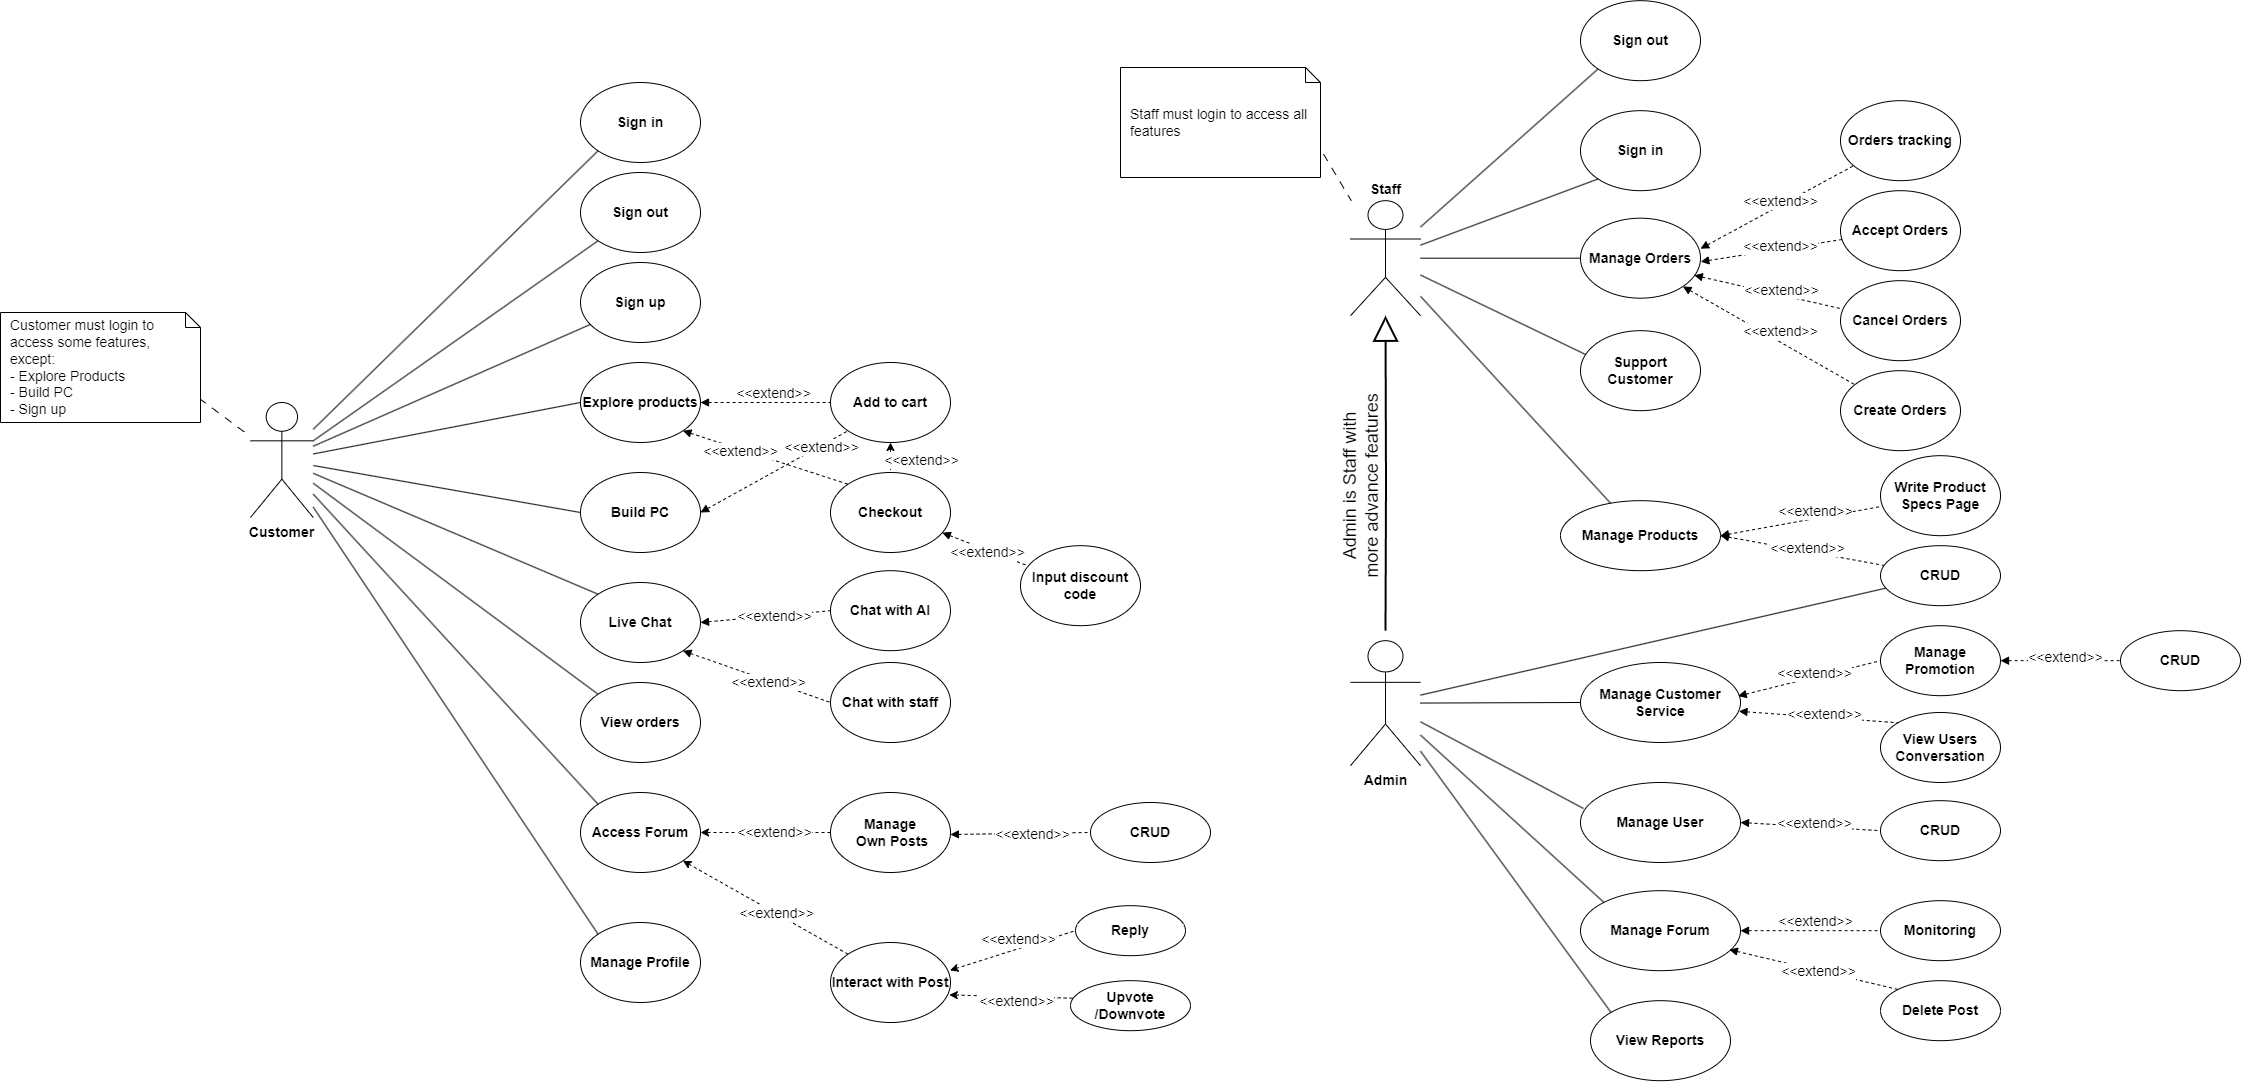 Sign in
Sign out
Sign up
Customer must login to
access some features,
except:
- Explore Products
- Build PC
- Sign up
Customer
Explore products
<<extend>>
Add to cart
<<extend>>
<<extend>>
<<extend>>
Build PC
Checkout
<<extend>>
Input discount
code
Live Chat
<<extend>>
Chat with AI
<<extend>>
Chat with staff
View orders
Access Forum
<<extend>>
Manage
Own Posts
<<extend>>
CRUD
<<extend>>
Manage Profile
Interact with Post
<<extend>>
Reply
<<extend>>
Upvote
/Downvote
Staff must login to access all
features
Staff
Sign out
Sign in
Manage Orders
<<extend>>
Orders tracking
<<extend>>
Accept Orders
<<extend>>
Cancel Orders
<<extend>>
Create Orders
Support
Customer
Manage Products
<<extend>>
Write Product
Specs Page
<<extend>>
CRUD
Admin is Staff with
more advance features
Admin
Manage Customer
Service
<<extend>>
Manage
Promotion
<<extend>>
CRUD
<<extend>>
View Users
Conversation
Manage User
<<extend>>
CRUD
Manage Forum
<<extend>>
Monitoring
<<extend>>
Delete Post
View Reports